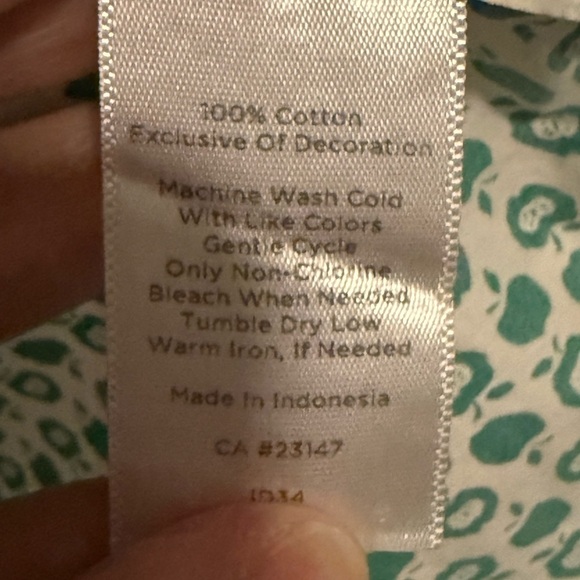 100% Cotton
Exclusive Of Decoration
Machine Wash Cold
With Like Colors
Gentle Cycle
Only Non-Chlorine
Bleach When Needed
Tumble Dry Low
Warm Iron, If Needed
Made In Indonesia
CA #23147
ID34